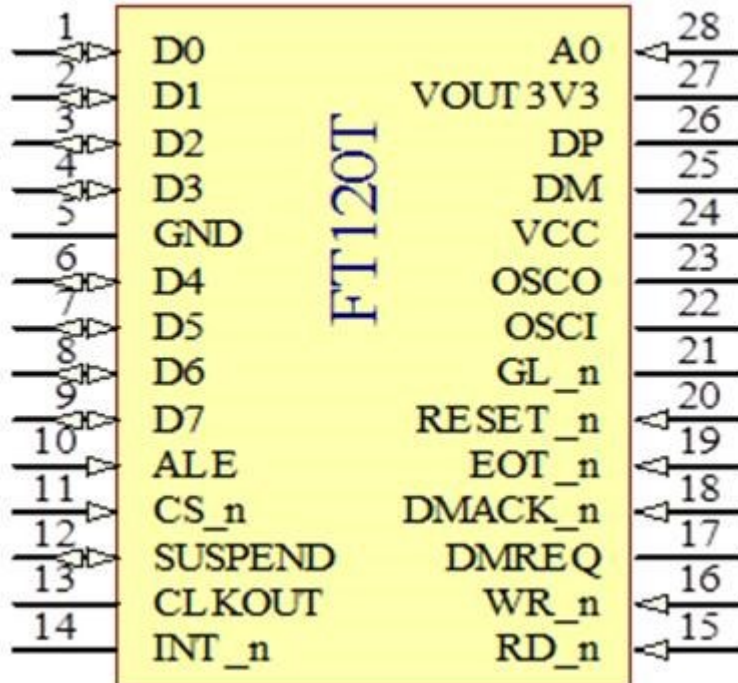 1 D0 A0 28
2 D1 VOUT3V3 27
3 D2 DP 26
4 D3 DM 25
5 GND VCC 24
6 D4 OSCO 23
7 D5 OSCI 22
8 D6 GL_n 21
9 D7 RESET_n 20
10 ALE EOT_n 19
11 CS_n DMACK_n 18
12 SUSPEND DMREQ 17
13 CLKOUT WR_n 16
14 INT_n RD_n 15
FT120T